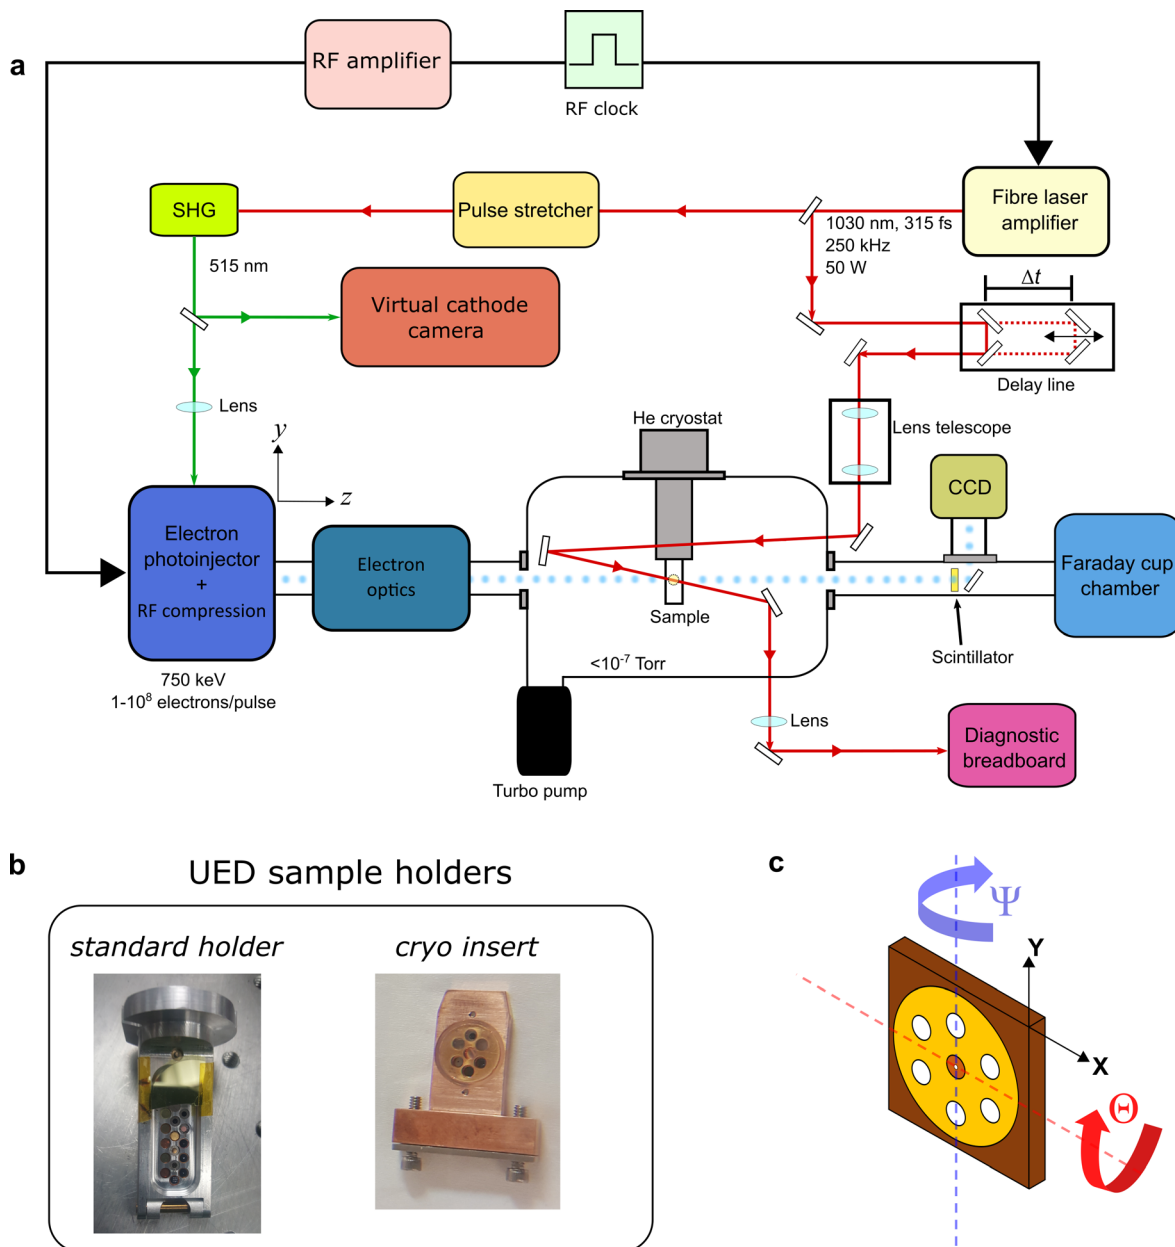 a
RF amplifier
RF clock
SHG
Pulse stretcher
Fibre laser
amplifier
1030 nm, 315 fs
250 kHz
50 W
515 nm
Virtual cathode
camera
Δt
Delay line
Lens
He cryostat
Lens telescope
y
z
CCD
Electron
photoinjector
+
RF compression
Electron
optics
Faraday cup
chamber
Sample
Scintillator
<10⁻⁷ Torr
750 keV
1-10⁸ electrons/pulse
Lens
Diagnostic
breadboard
Turbo pump
b
UED sample holders
standard holder
cryo insert
c
Ψ
Y
X
Θ